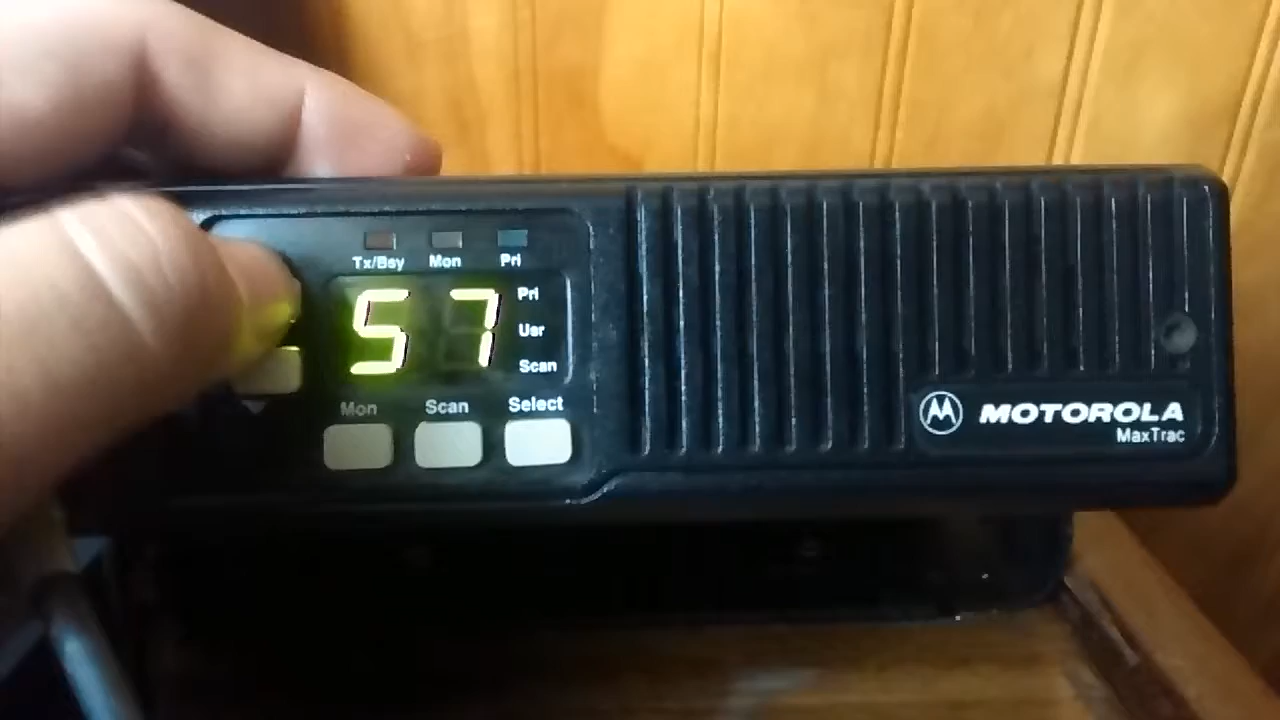 Tx/Bsy Mon Pri
57
Pri
Usr
Scan
Mon Scan Select
MOTOROLA
MaxTrac